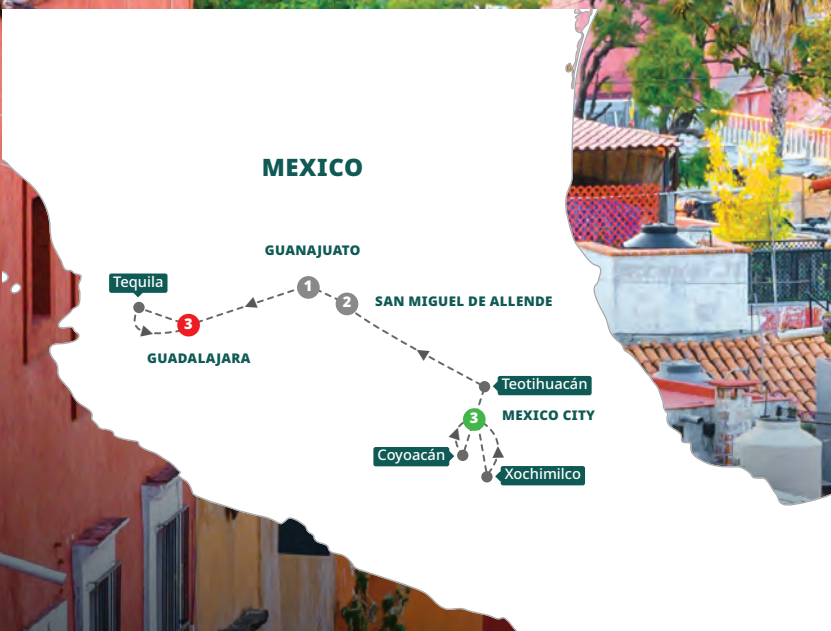 MEXICO
GUANAJUATO
Tequila
1
2
SAN MIGUEL DE ALLENDE
3
GUADALAJARA
Teotihuacán
3
MEXICO CITY
Coyoacán
Xochimilco